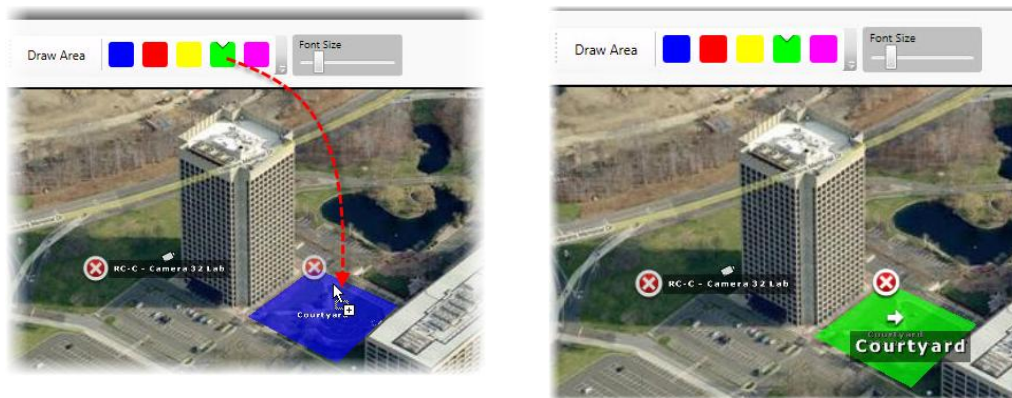 Draw Area
Font Size
RC-C - Camera 32 Lab
Courtyard
Draw Area
Font Size
RC-C - Camera 32 Lab
Courtyard
Courtyard